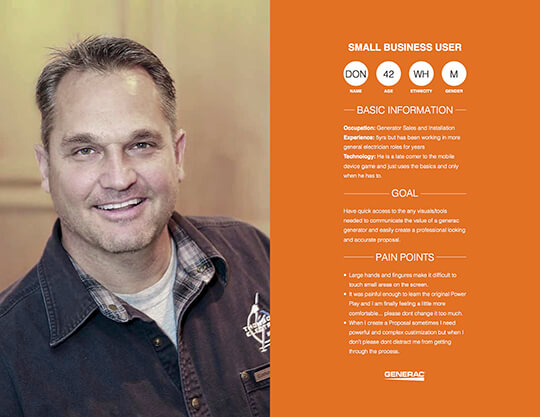 SMALL BUSINESS USER
DON 42 WH M
NAME AGE ETHNICITY GENDER
BASIC INFORMATION
Occupation: Generator Sales and Installation
Experience: 5yrs but has been working in more
general electrician roles for years
Technology: He is a late comer to the mobile
device game and just uses the basics and only
when he has to.
GOAL
Have quick access to the any visuals/tools
needed to communicate the value of a generac
generator and easily create a professional looking
and accurate proposal.
PAIN POINTS
• Large hands and fingures make it difficult to
touch small areas on the screen.
• It was painful enough to learn the original Power
Play and I am finally feeling a little more
comfortable... please dont change it too much.
• When I create a Proposal sometimes I need
powerful and complex custimization but when I
don't please dont distract me from getting
through the process.
GENERAC